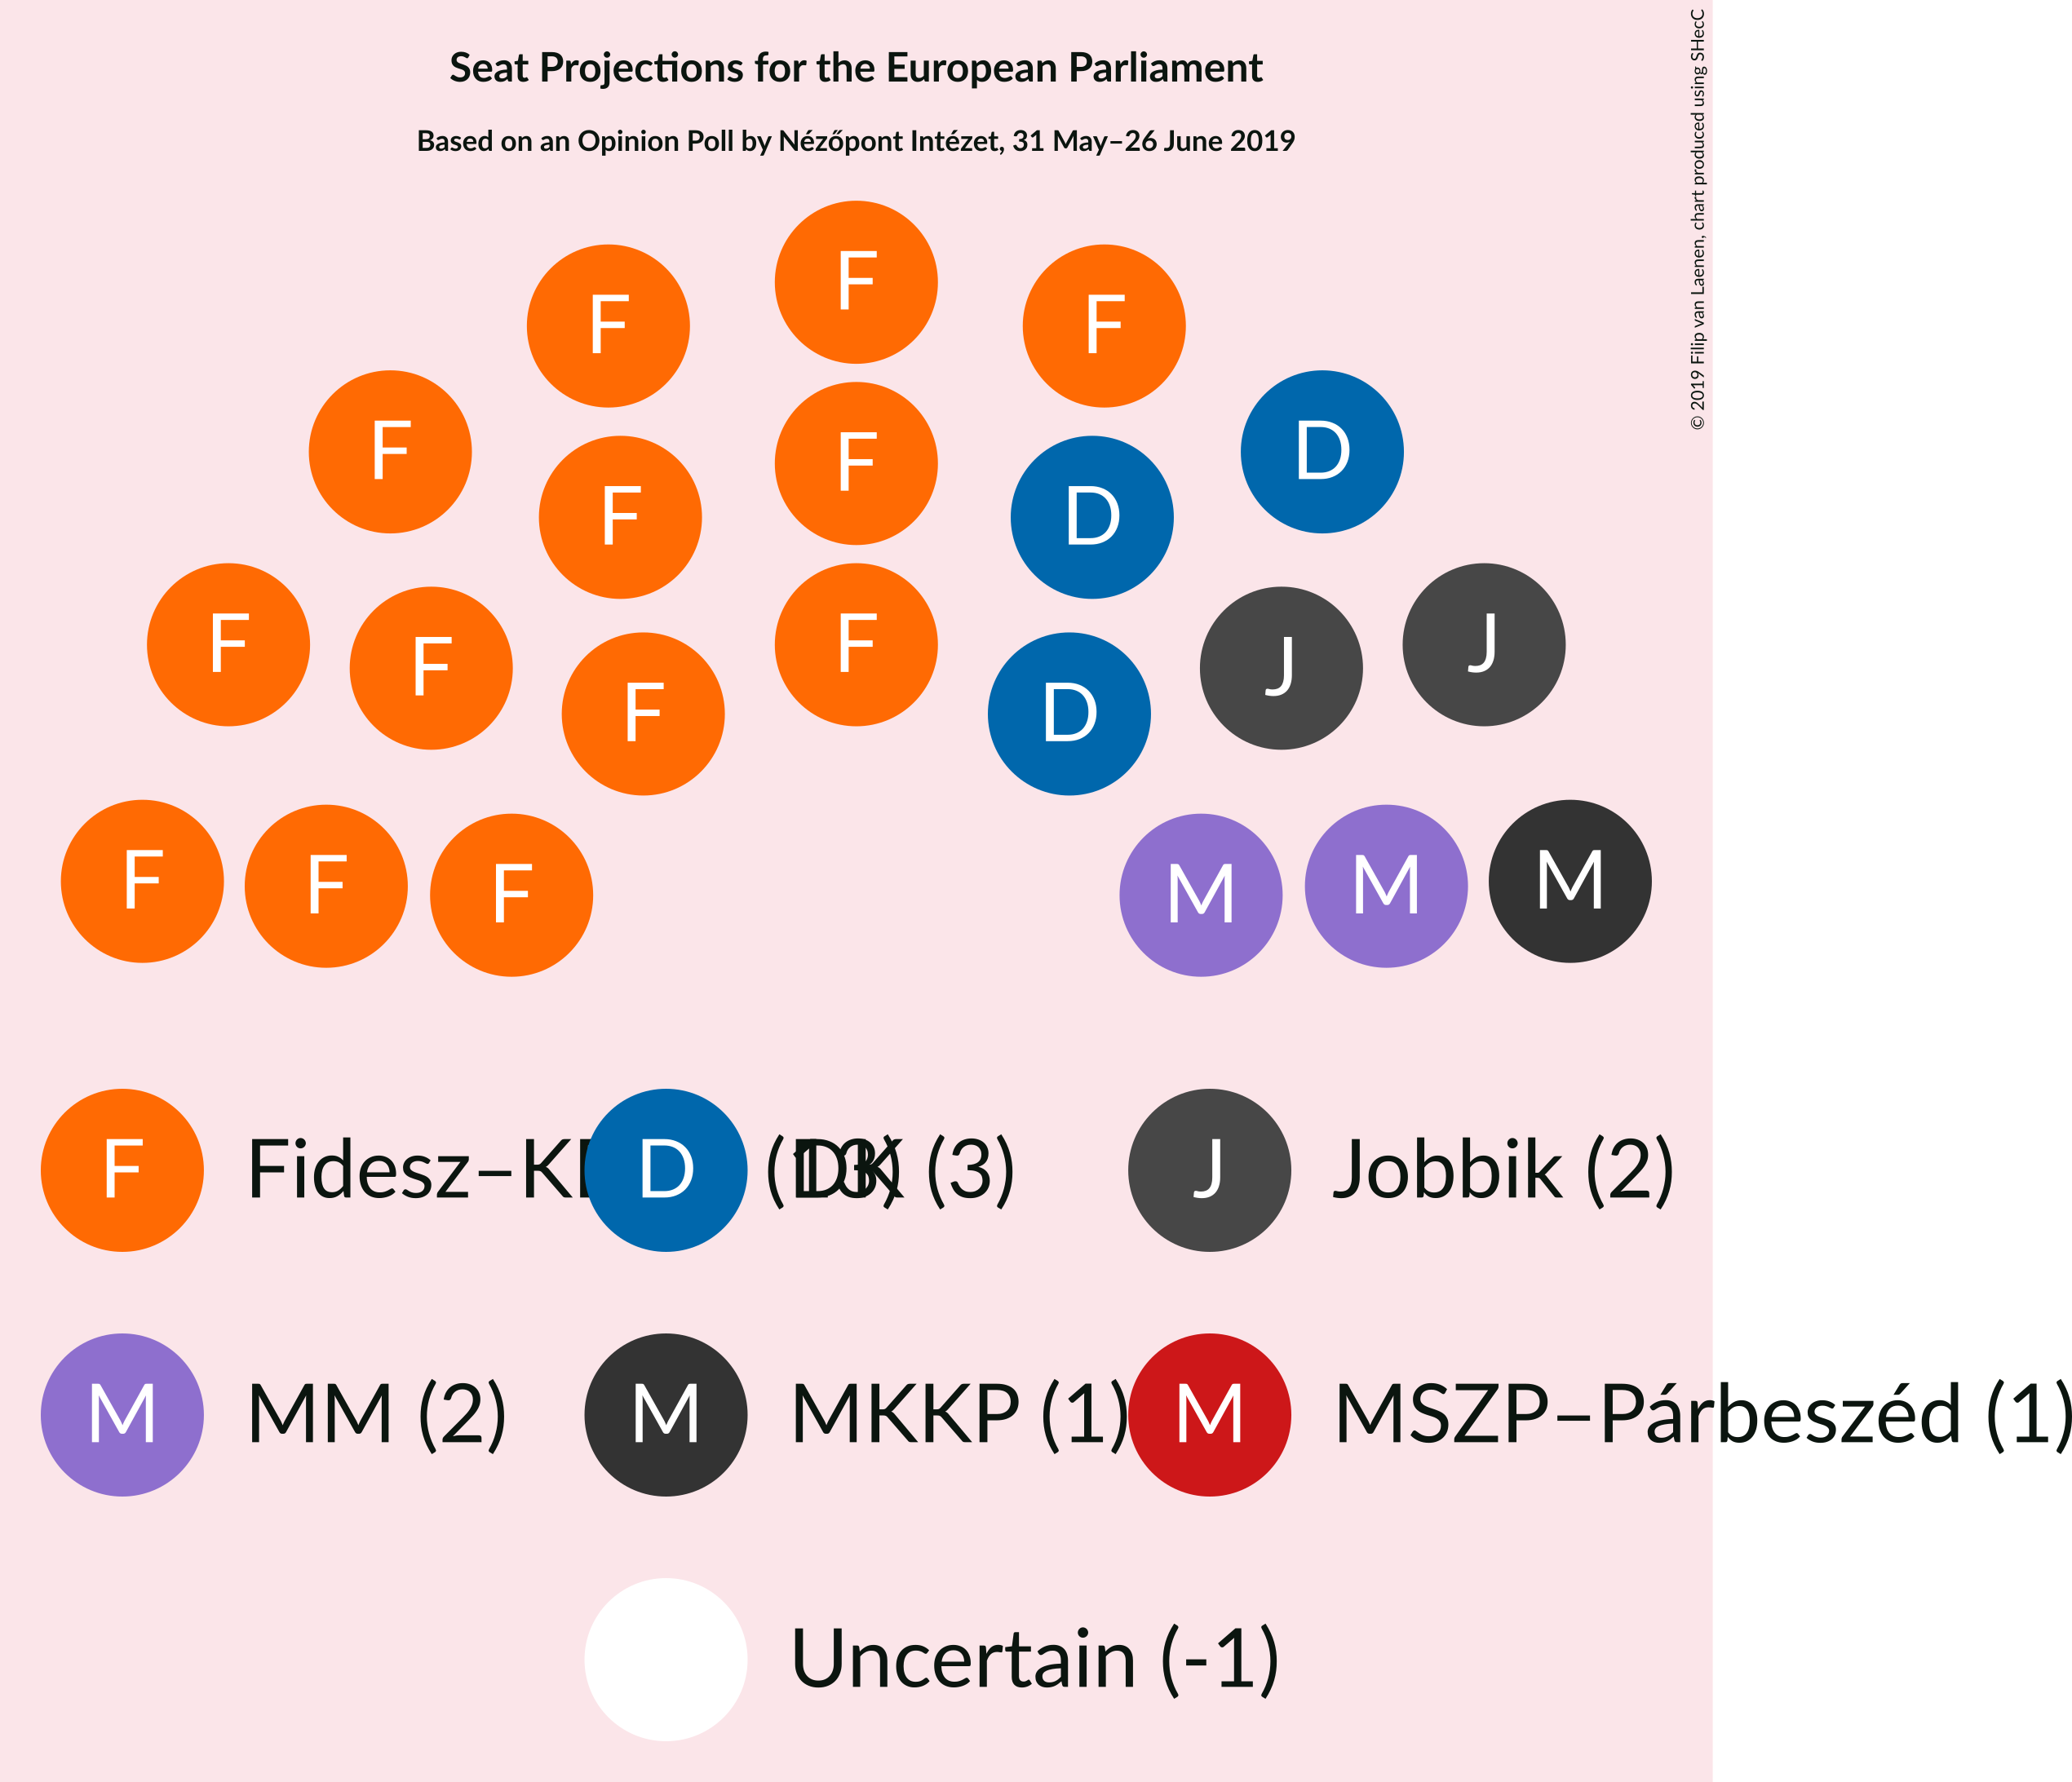 Seat Projections for the European Parliament
Based on an Opinion Poll by Nézőpont Intézet, 31 May–26 June 2019
© 2019 Filip van Laenen, chart produced using SHecC
F
F F
F D
F
F D
F F J
F J
F D
F F F M M M
F Fidesz–K
D DK (3)
J Jobbik (2)
M MM (2)
M MKKP (1)
M MSZP–Párbeszéd (1)
Uncertain (-1)